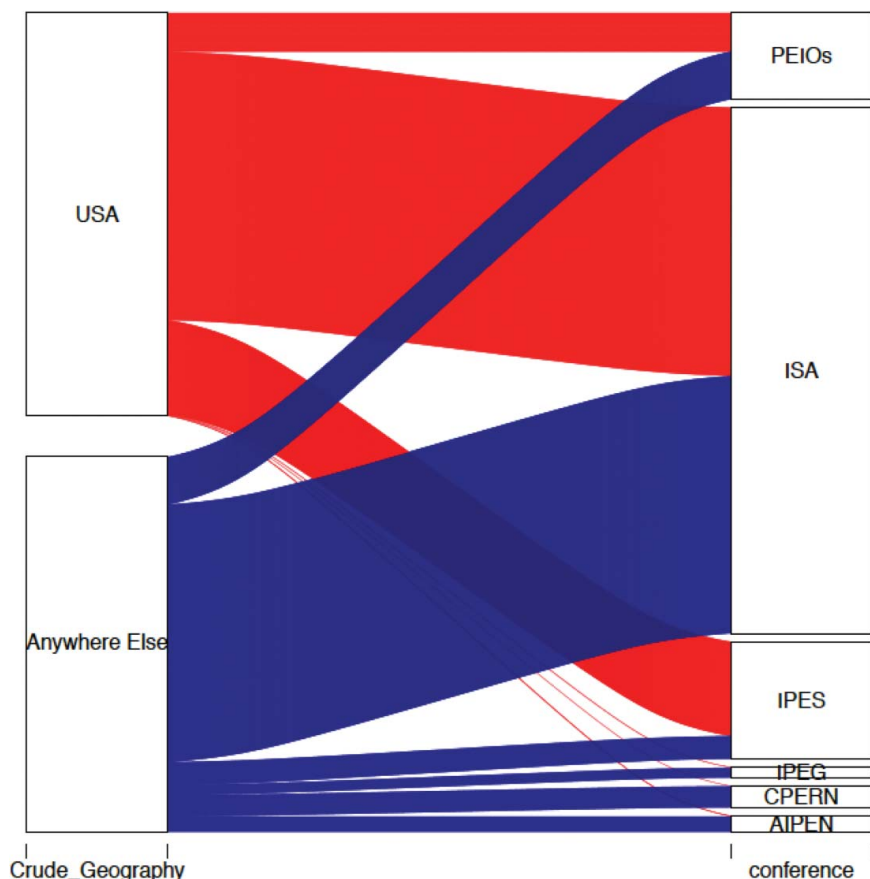 PEIOs
USA
ISA
Anywhere Else
IPES
IPEG
CPERN
AIPEN
Crude_Geography
conference